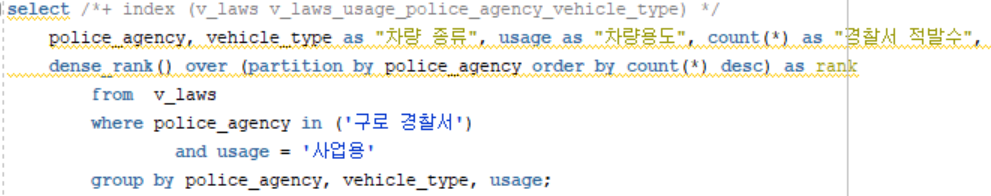 select /*+ index (v_laws v_laws_usage_police_agency_vehicle_type) */
police_agency, vehicle_type as "차량 종류", usage as "차량용도", count(*) as "경찰서 적발수",
dense_rank() over (partition by police_agency order by count(*) desc) as rank
from v_laws
where police_agency in ('구로 경찰서')
and usage = '사업용'
group by police_agency, vehicle_type, usage;